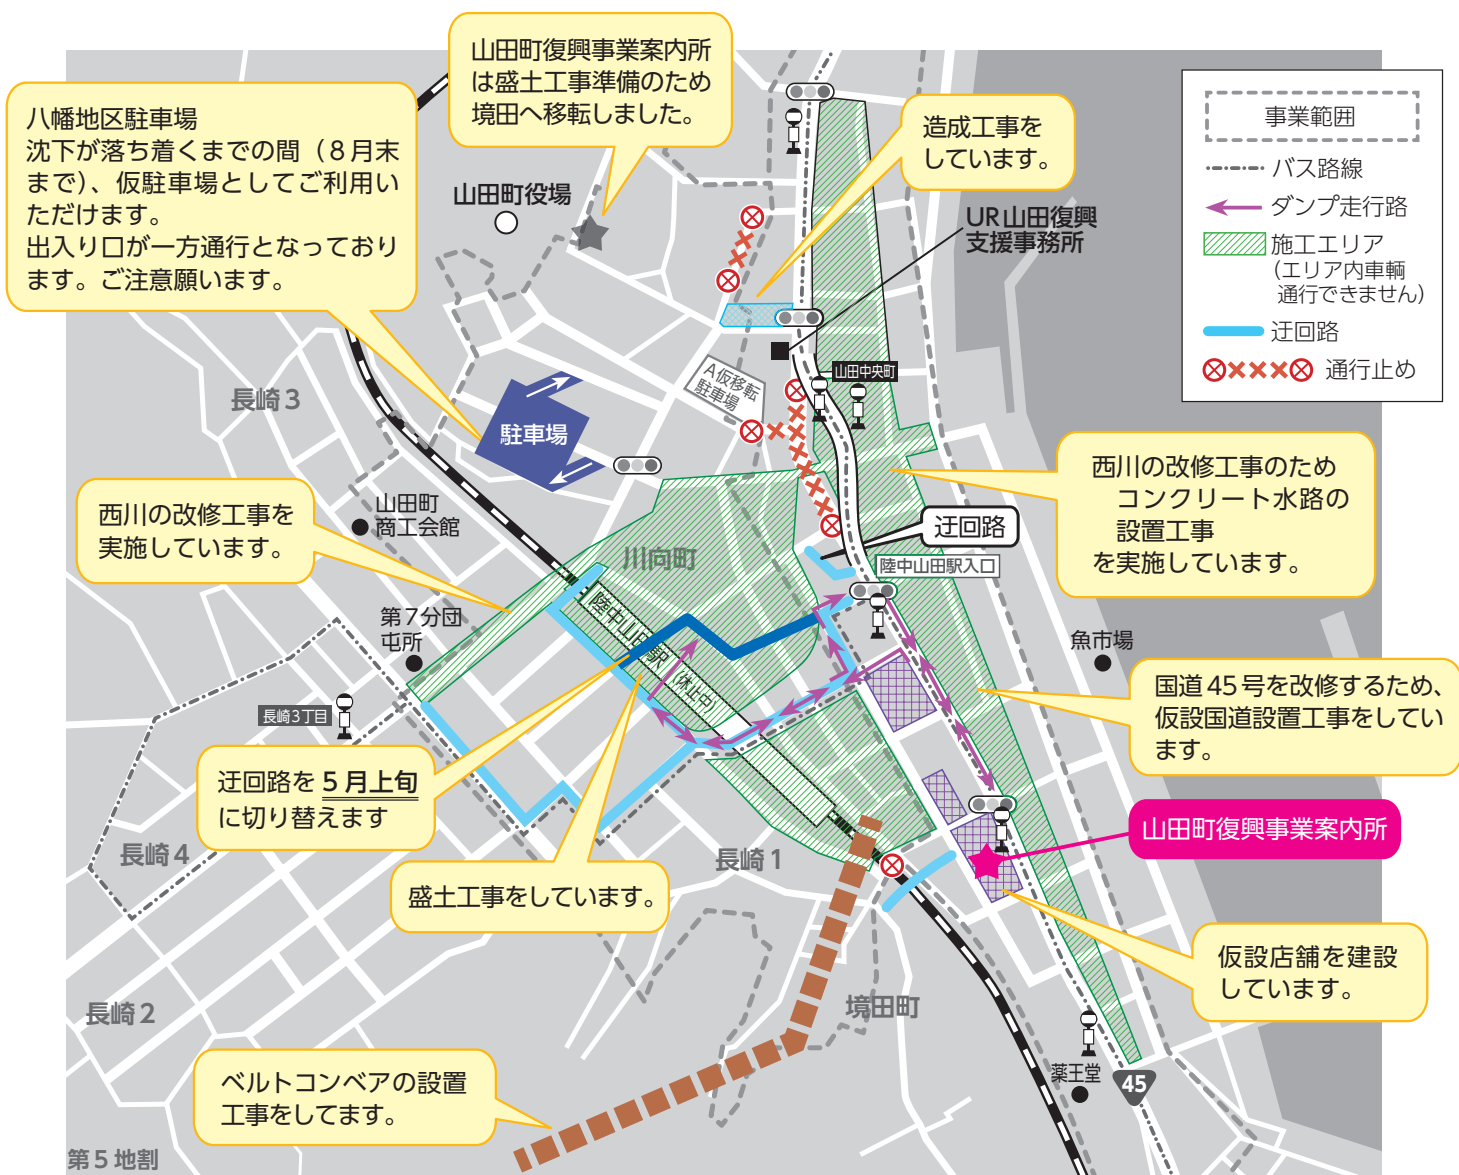 山田町復興事業案内所
は盛土工事準備のため
境田へ移転しました。
八幡地区駐車場
沈下が落ち着くまでの間（８月末
まで）、仮駐車場としてご利用い
ただけます。
出入り口が一方通行となっており
ます。ご注意願います。
造成工事を
しています。
事業範囲
バス路線
ダンプ走行路
施工エリア
（エリア内車輌
通行できません）
迂回路
通行止め
山田町役場
UR山田復興
支援事務所
山田中央町
A仮移転
駐車場
長崎３
駐車場
山田町
商工会館
西川の改修工事を
実施しています。
西川の改修工事のため
コンクリート水路の
設置工事
を実施しています。
迂回路
川向町
陸中山田駅入口
陸中山田駅（休止中）
第７分団
屯所
魚市場
長崎３丁目
国道45号を改修するため、
仮設国道設置工事をしてい
ます。
迂回路を５月上旬
に切り替えます
山田町復興事業案内所
長崎４
長崎１
盛土工事をしています。
仮設店舗を建設
しています。
長崎２
境田町
ベルトコンベアの設置
工事をしてます。
薬王堂
45
第５地割